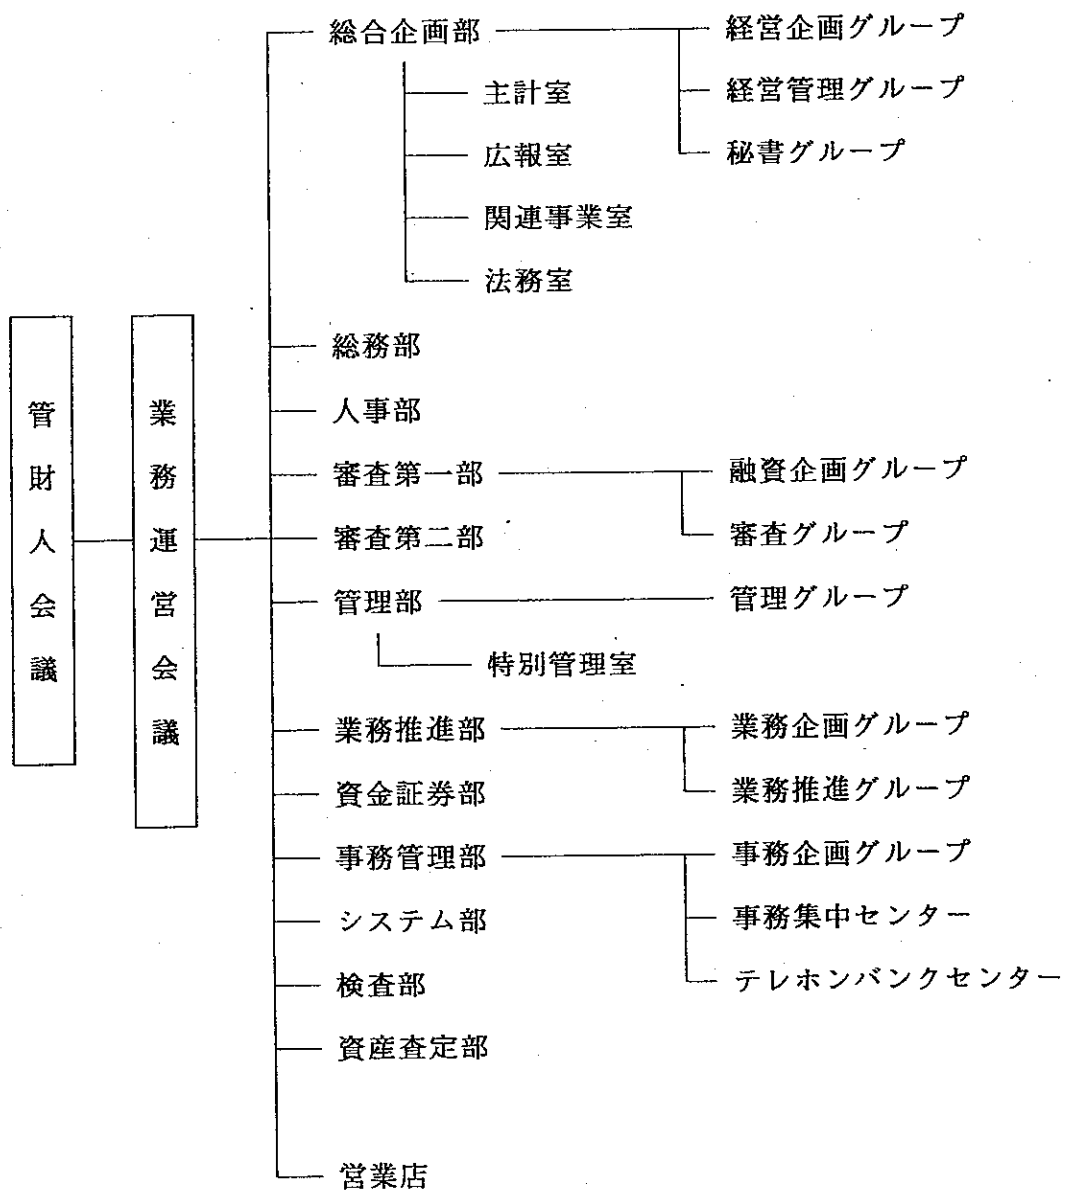 管財人会議
業務運営会議
総合企画部
経営企画グループ
経営管理グループ
秘書グループ
主計室
広報室
関連事業室
法務室
総務部
人事部
審査第一部
融資企画グループ
審査グループ
審査第二部
管理部
管理グループ
特別管理室
業務推進部
業務企画グループ
業務推進グループ
資金証券部
事務管理部
事務企画グループ
事務集中センター
テレホンバンクセンター
システム部
検査部
資産査定部
営業店